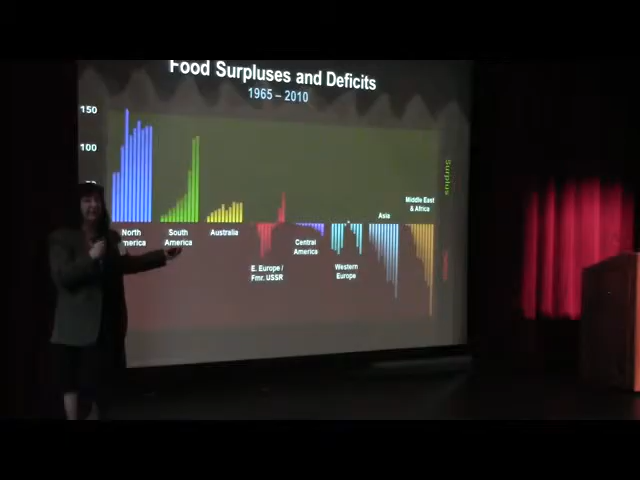 Food Surpluses and Deficits
1965 – 2010
150
100
Surplus
North
America
South
America
Australia
E. Europe /
Fmr. USSR
Central
America
Western
Europe
Asia
Middle East
& Africa